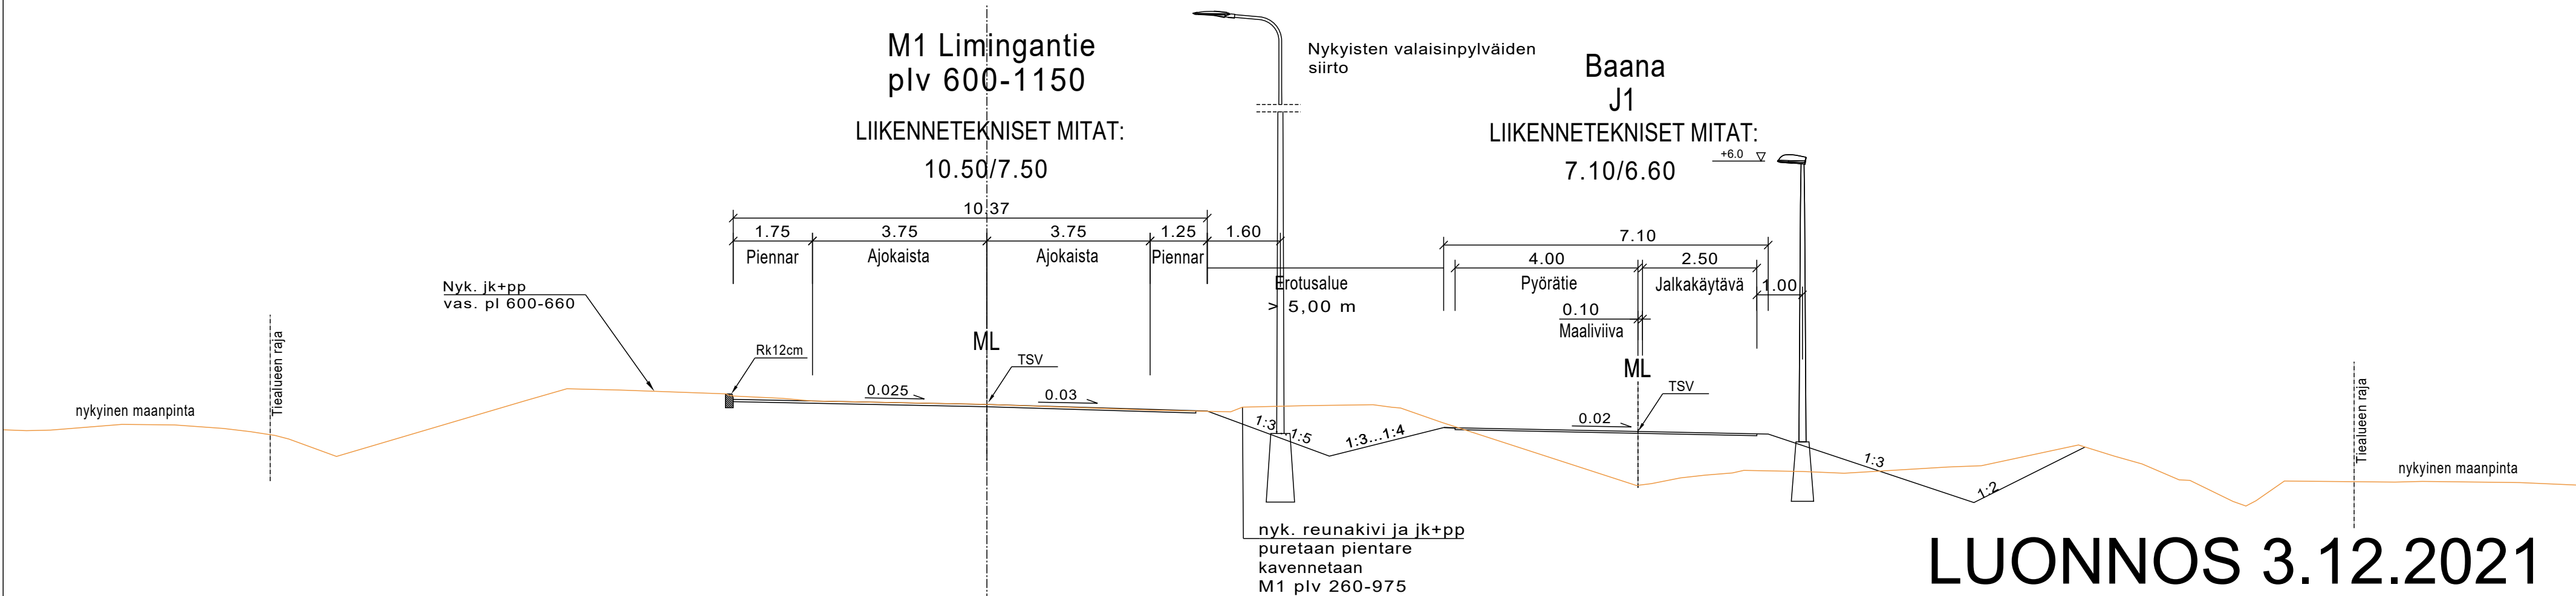 M1 Limingantie
plv 600-1150
LIIKENNETEKNISET MITAT:
10.50/7.50
Nykyisten valaisinpylväiden
siirto
Baana
J1
LIIKENNETEKNISET MITAT:
7.10/6.60
+6.0
10.37
1.75
3.75
3.75
1.25
1.60
Piennar
Ajokaista
Ajokaista
Piennar
7.10
4.00
2.50
Erotusalue
> 5,00 m
Pyörätie
Jalkakäytävä
1.00
0.10
Maaliviiva
Nyk. jk+pp
vas. pl 600-660
Tiealueen raja
Rk12cm
ML
TSV
ML
TSV
0.025
0.03
0.02
nykyinen maanpinta
1:3
1:5
1:3...1:4
1:3
1:2
Tiealueen raja
nykyinen maanpinta
nyk. reunakivi ja jk+pp
puretaan pientare
kavennetaan
M1 plv 260-975
LUONNOS 3.12.2021